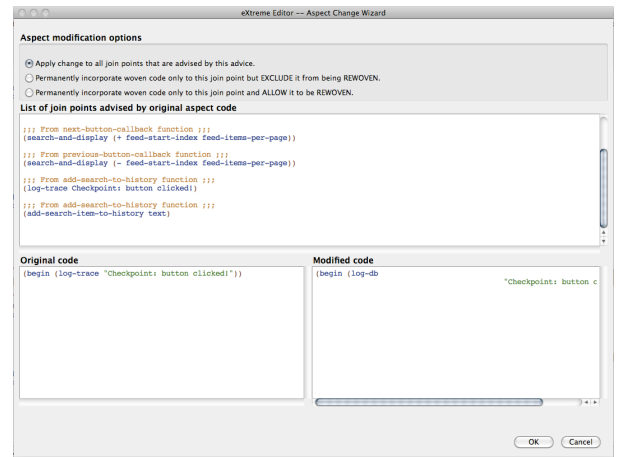 eXtreme Editor -- Aspect Change Wizard
Aspect modification options
Apply change to all join points that are advised by this advice.
Permanently incorporate woven code only to this join point but EXCLUDE it from being REWOVEN.
Permanently incorporate woven code only to this join point and ALLOW it to be REWOVEN.
List of join points advised by original aspect code
;;; From next-button-callback function ;;;
(search-and-display (+ feed-start-index feed-items-per-page))
;;; From previous-button-callback function ;;;
(search-and-display (- feed-start-index feed-items-per-page))
;;; From add-search-to-history function ;;;
(log-trace Checkpoint: button clicked!)
;;; From add-search-to-history function ;;;
(add-search-item-to-history text)
Original code
(begin (log-trace "Checkpoint: button clicked!"))
Modified code
(begin (log-db
"Checkpoint: button c
OK
Cancel